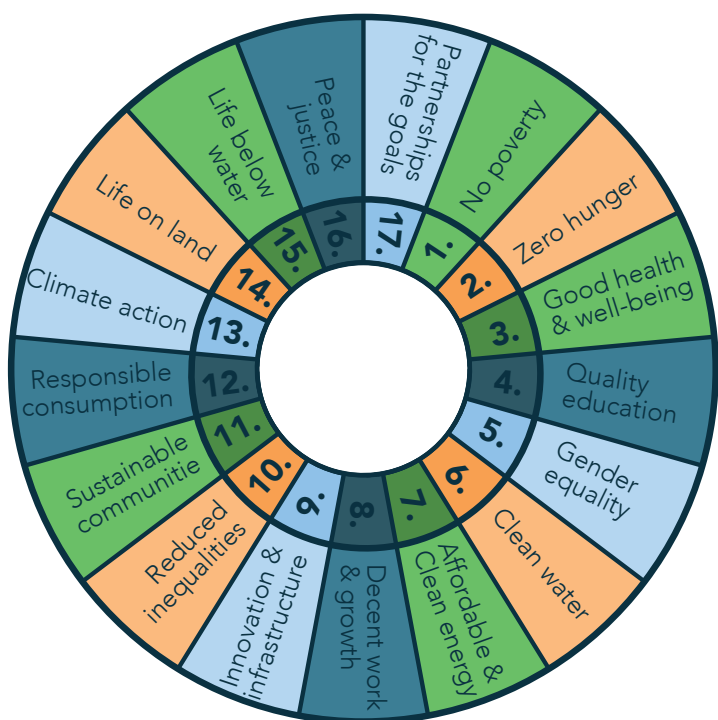 1.
No poverty
2.
Zero hunger
3.
Good health
& well-being
4.
Quality
education
5.
Gender
equality
6.
Clean water
7.
Affordable &
Clean energy
8.
Decent work
& growth
9.
Innovation &
infrastructure
10.
Reduced
inequalities
11.
Sustainable
communitie
12.
Responsible
consumption
13.
Climate action
14.
Life on land
15.
Life below
water
16.
Peace &
justice
17.
Partnerships
for the goals